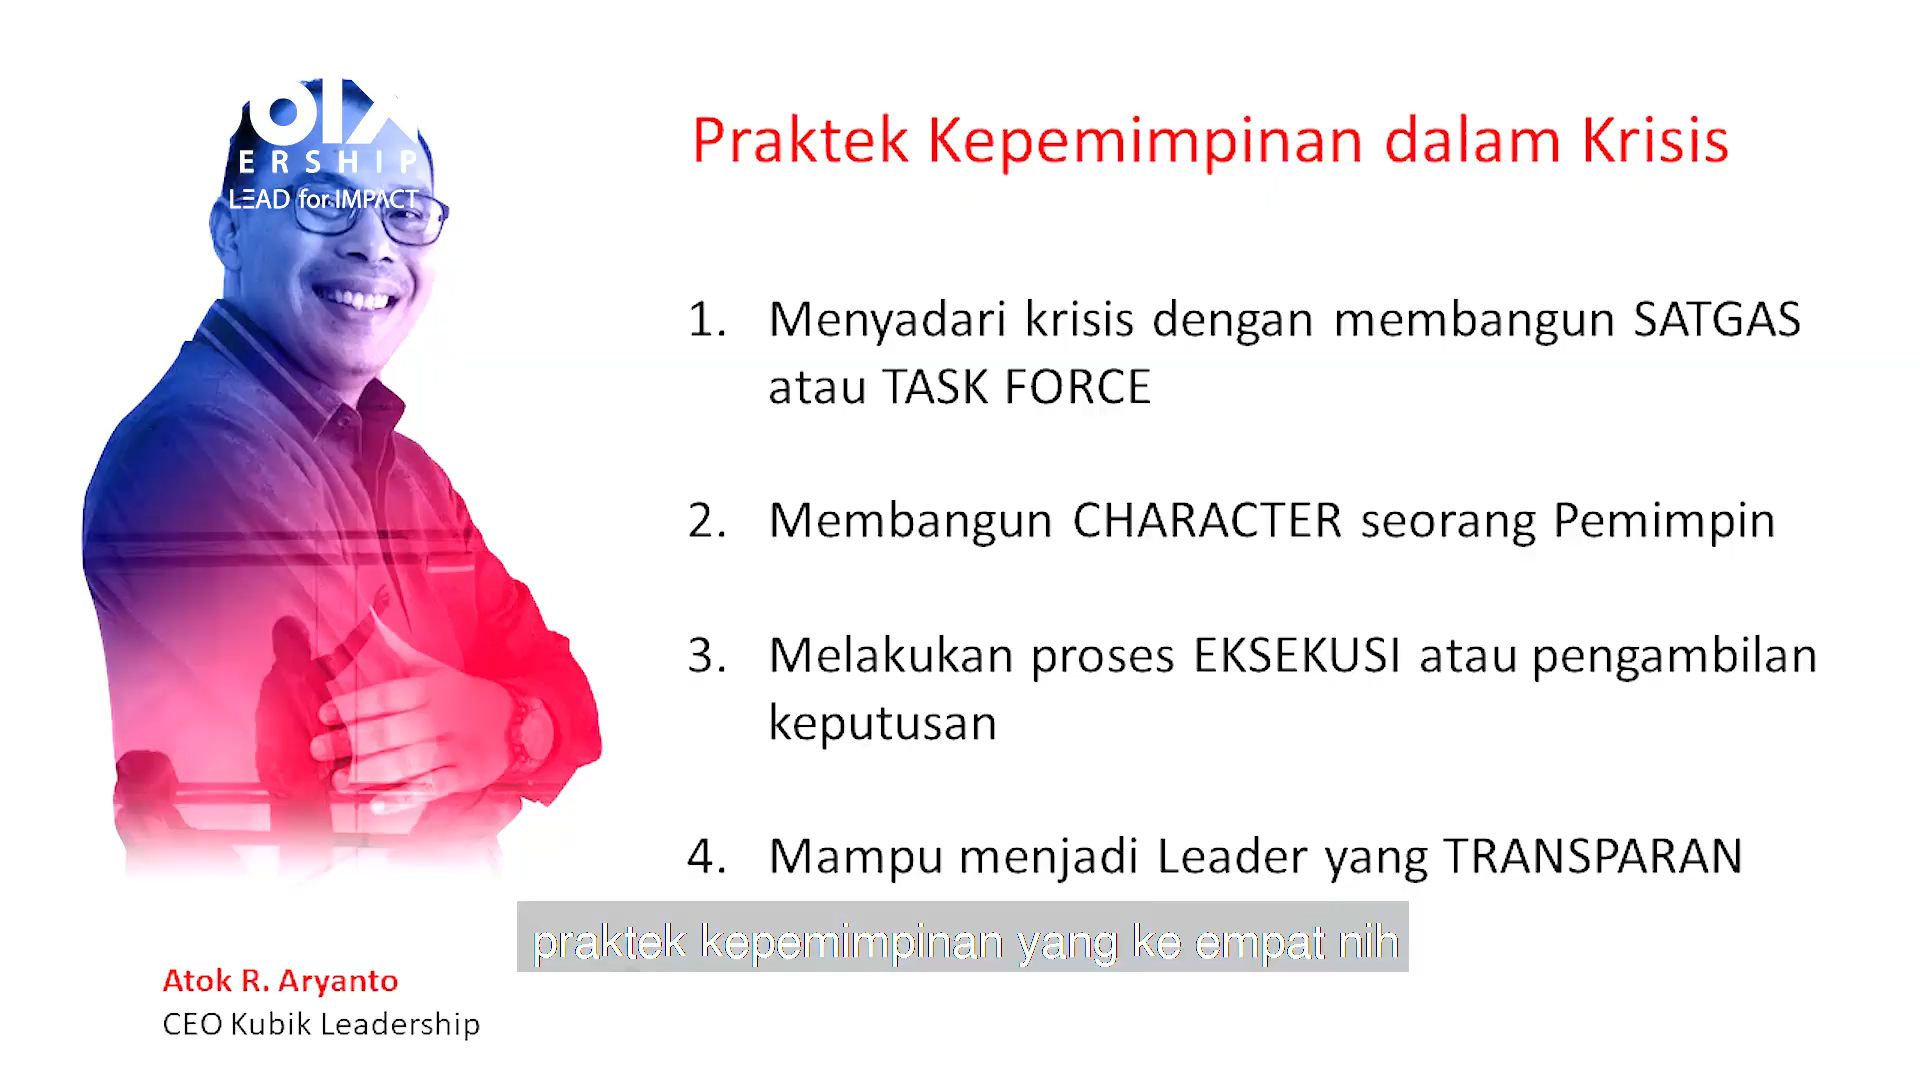 ERSHIP
LEAD for IMPACT
Praktek Kepemimpinan dalam Krisis
1. Menyadari krisis dengan membangun SATGAS
atau TASK FORCE
2. Membangun CHARACTER seorang Pemimpin
3. Melakukan proses EKSEKUSI atau pengambilan
keputusan
4. Mampu menjadi Leader yang TRANSPARAN
praktek kepemimpinan yang ke empat nih
Atok R. Aryanto
CEO Kubik Leadership